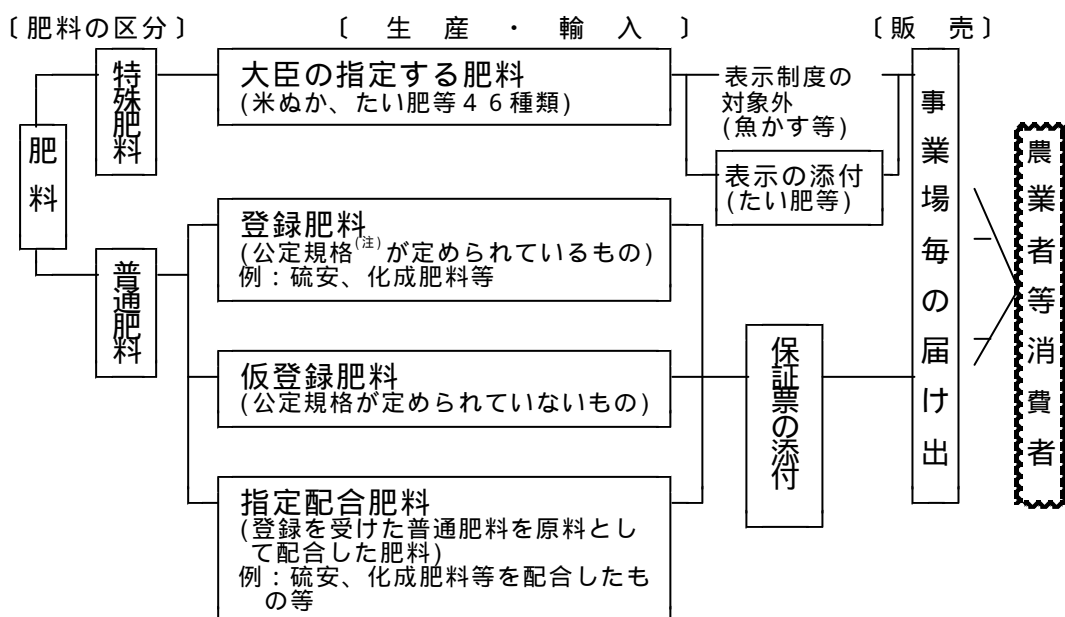 〔肥料の区分〕
〔生産・輸入〕
〔販売〕
肥料
特殊肥料
大臣の指定する肥料
(米ぬか、たい肥等４６種類)
表示制度の
対象外
(魚かす等)
表示の添付
(たい肥等)
普通肥料
登録肥料
(公定規格(注)が定められているもの)
例：硫安、化成肥料等
仮登録肥料
(公定規格が定められていないもの)
指定配合肥料
(登録を受けた普通肥料を原料とし
て配合した肥料)
例：硫安、化成肥料等を配合したも
の等
保証票の添付
事業場毎の届け出
農業者等消費者